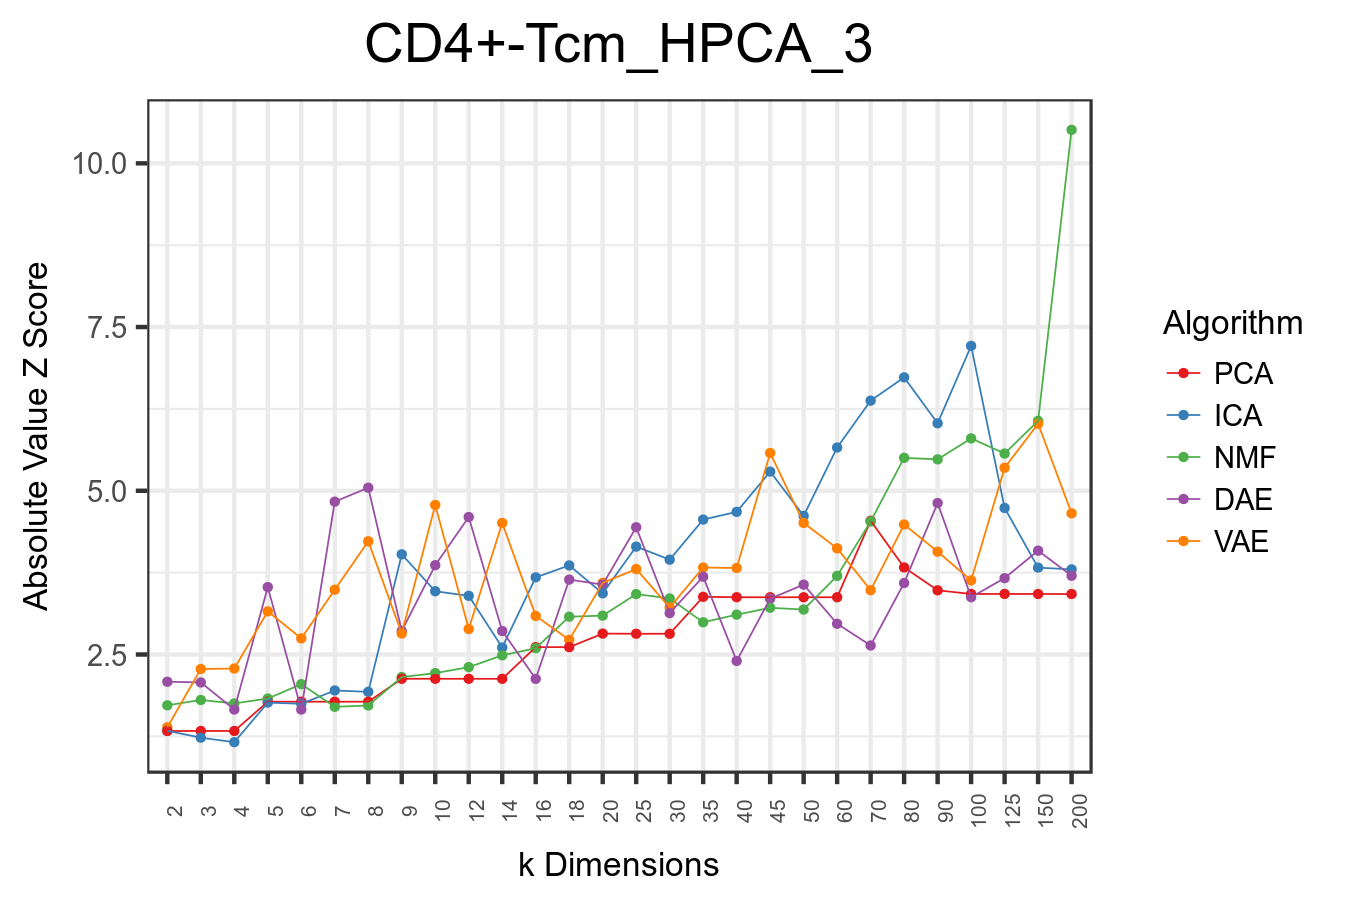 CD4+-Tcm_HPCA_3
Absolute Value Z Score
10.0
7.5
5.0
2.5
2 3 4 5 6 7 8 9 10 12 14 16 18 20 25 30 35 40 45 50 60 70 80 90 100 125 150 200
k Dimensions
Algorithm
PCA
ICA
NMF
DAE
VAE